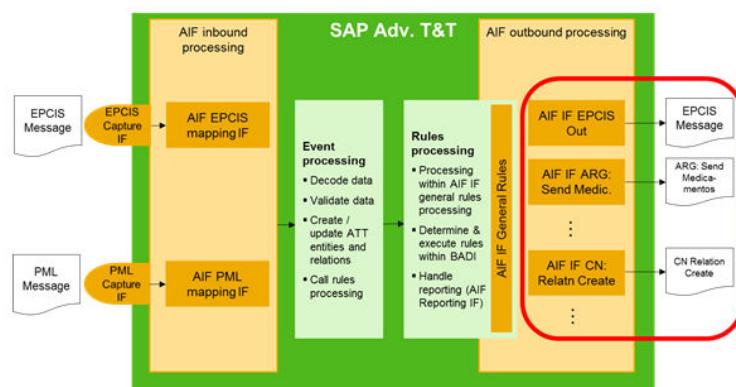 SAP Adv. T&T
AIF inbound
processing
AIF outbound processing
EPCIS
Message
EPCIS
Capture
IF
AIF EPCIS
mapping IF
PML
Message
PML
Capture
IF
AIF PML
mapping IF
Event
processing
▪ Decode data
▪ Validate data
▪ Create /
update ATT
entities and
relations
▪ Call rules
processing
Rules
processing
▪ Processing
within AIF IF
general rules
processing
▪ Determine &
execute rules
within BADI
▪ Handle
reporting (AIF
Reporting IF)
AIF IF General Rules
AIF IF EPCIS
Out
AIF IF ARG:
Send Medic.
⋮
AIF IF CN:
Relatn Create
⋮
EPCIS
Message
ARG: Send
Medica-
mentos
CN Relation
Create